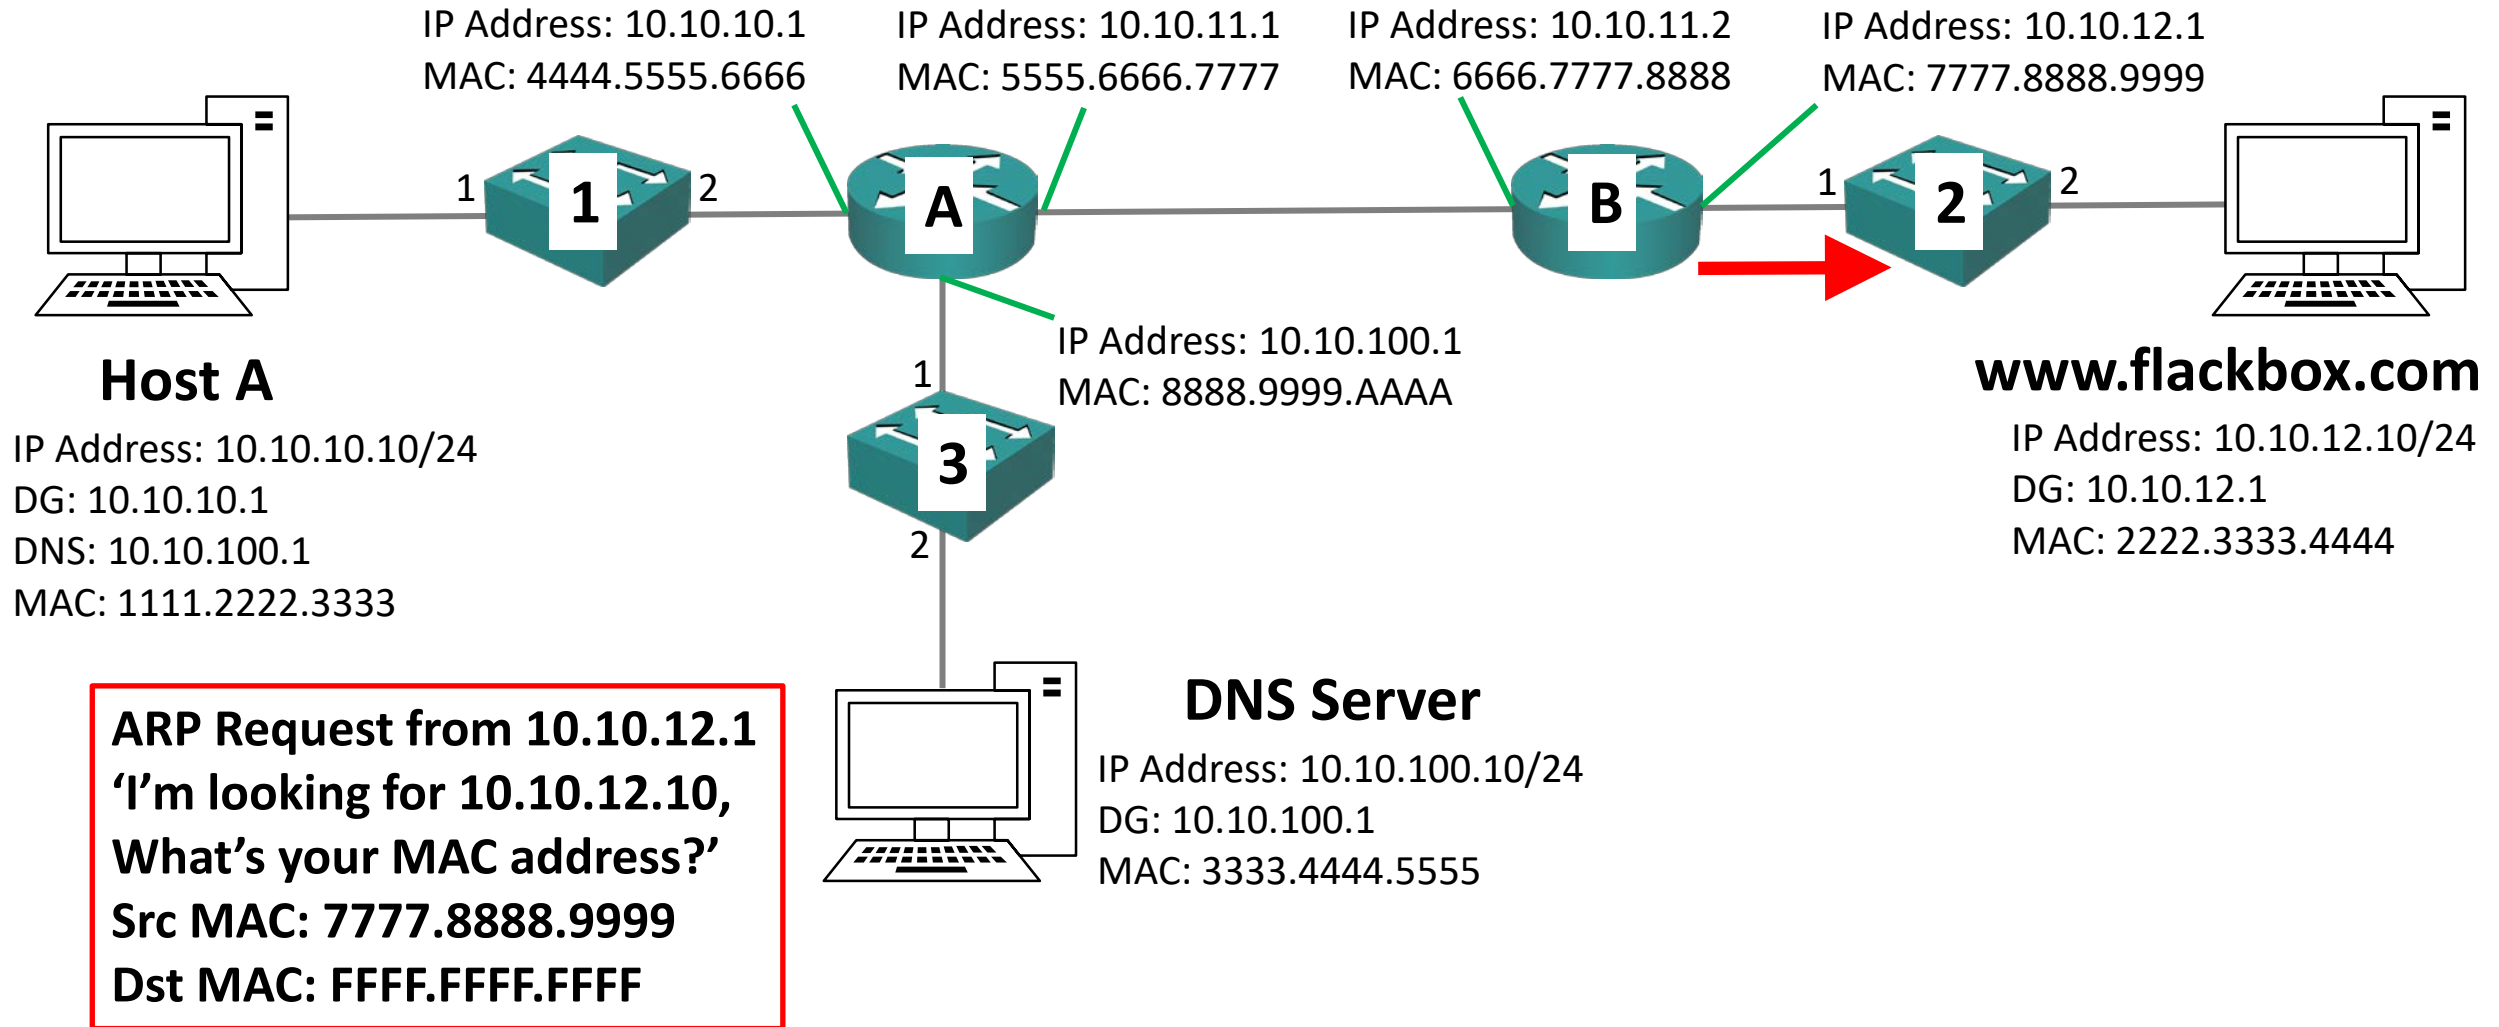 IP Address: 10.10.10.1
MAC: 4444.5555.6666
IP Address: 10.10.11.1
MAC: 5555.6666.7777
IP Address: 10.10.11.2
MAC: 6666.7777.8888
IP Address: 10.10.12.1
MAC: 7777.8888.9999
1
1
2
A
B
1
2
2
IP Address: 10.10.100.1
MAC: 8888.9999.AAAA
1
3
2
Host A
IP Address: 10.10.10.10/24
DG: 10.10.10.1
DNS: 10.10.100.1
MAC: 1111.2222.3333
www.flackbox.com
IP Address: 10.10.12.10/24
DG: 10.10.12.1
MAC: 2222.3333.4444
ARP Request from 10.10.12.1
‘I’m looking for 10.10.12.10,
What’s your MAC address?’
Src MAC: 7777.8888.9999
Dst MAC: FFFF.FFFF.FFFF
DNS Server
IP Address: 10.10.100.10/24
DG: 10.10.100.1
MAC: 3333.4444.5555